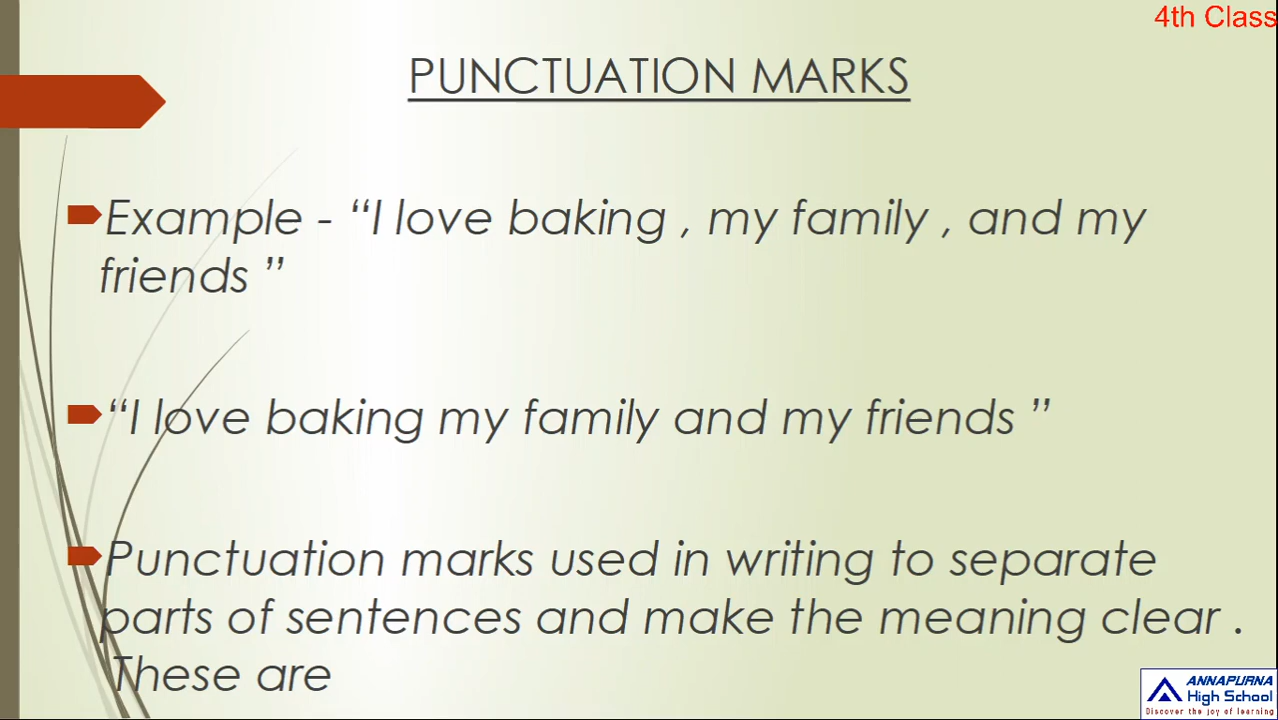 4th Class
PUNCTUATION MARKS
Example - “I love baking , my family , and my
friends ”
“I love baking my family and my friends ”
Punctuation marks used in writing to separate
parts of sentences and make the meaning clear .
These are
ANNAPURNA
High School
Discover the joy of learning